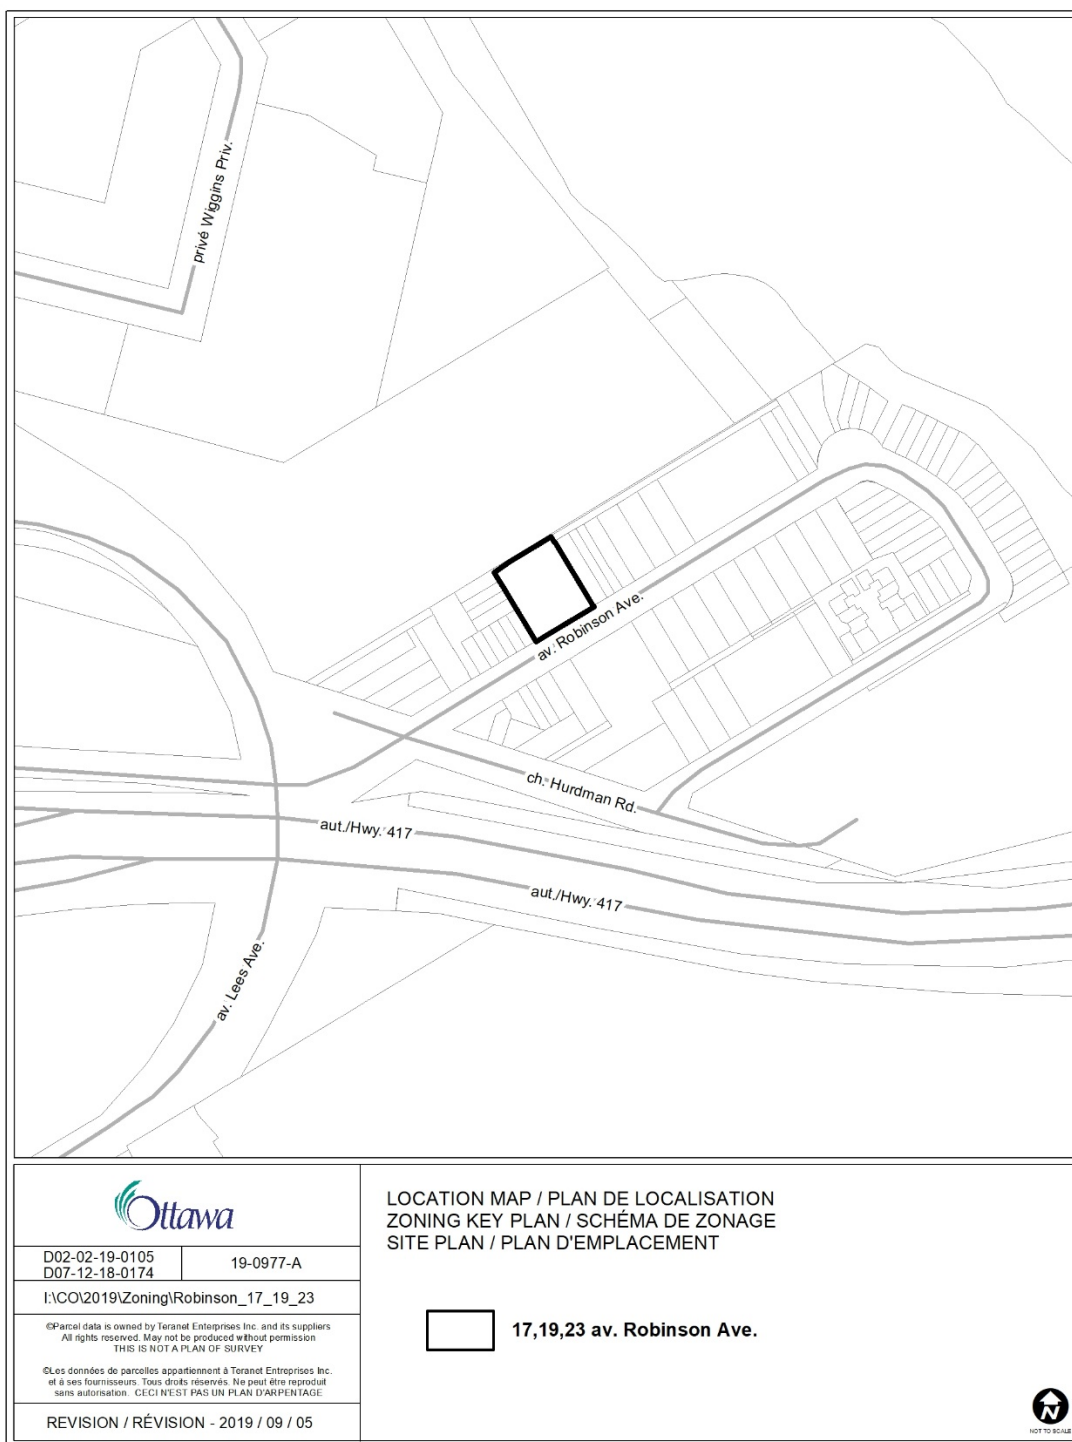 privé Wiggins Priv.
av. Robinson Ave.
ch. Hurdman Rd.
aut./Hwy. 417
aut./Hwy. 417
av. Lees Ave.
Ottawa
D02-02-19-0105
D07-12-18-0174
19-0977-A
I:\CO\2019\Zoning\Robinson_17_19_23
©Parcel data is owned by Teranet Enterprises Inc. and its suppliers
All rights reserved. May not be produced without permission
THIS IS NOT A PLAN OF SURVEY
©Les données de parcelles appartiennent à Teranet Entreprises Inc.
et à ses fournisseurs. Tous droits réservés. Ne peut être reproduit
sans autorisation. CECI N'EST PAS UN PLAN D'ARPENTAGE
REVISION / RÉVISION - 2019 / 09 / 05
LOCATION MAP / PLAN DE LOCALISATION
ZONING KEY PLAN / SCHÉMA DE ZONAGE
SITE PLAN / PLAN D'EMPLACEMENT
17,19,23 av. Robinson Ave.
N
NOT TO SCALE